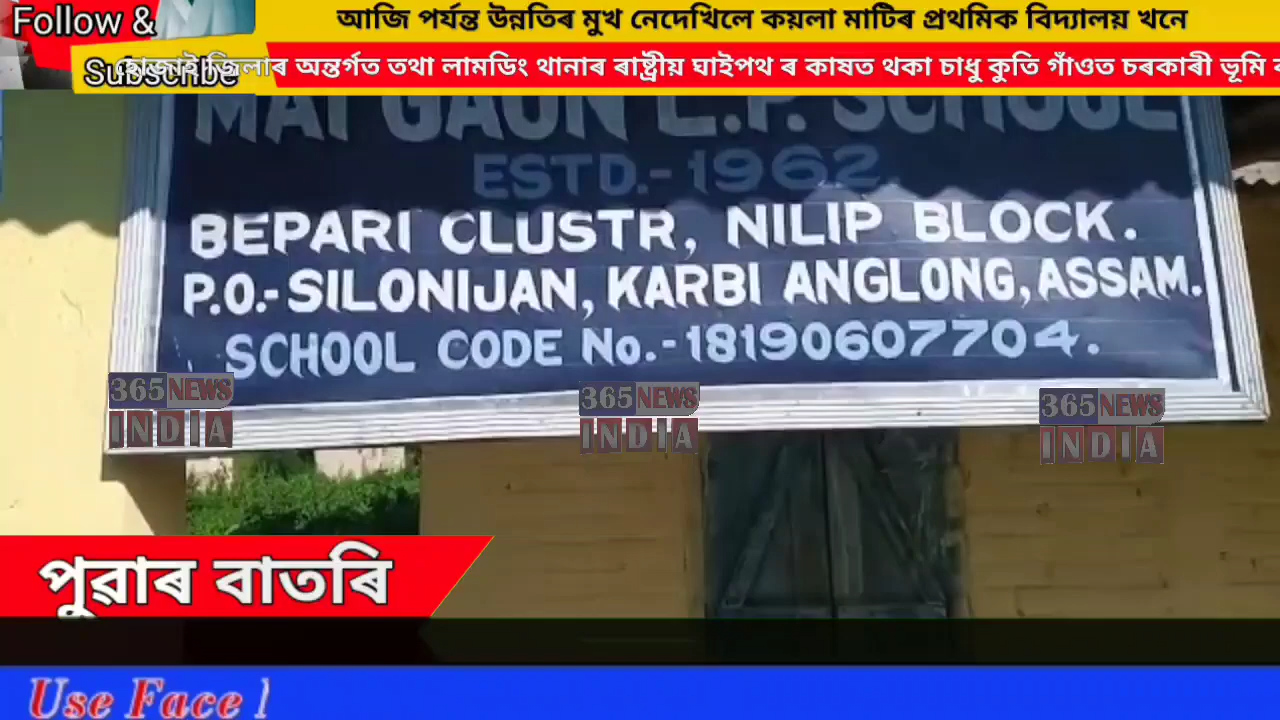 Follow &
Subscribe
আজি পৰ্যন্ত উন্নতিৰ মুখ নেদেখিলে কয়লা মাটিৰ প্ৰথমিক বিদ্যালয় খনে
হোজাই জিলাৰ অন্তৰ্গত তথা লামডিং থানাৰ ৰাষ্ট্ৰীয় ঘাইপথ ৰ কাষত থকা চাধু কুতি গাঁওত চৰকাৰী ভূমি
GAON L.P. SCHOOL
ESTD.-1962.
BEPARI CLUSTR, NILIP BLOCK.
P.O.-SILONIJAN, KARBI ANGLONG, ASSAM.
SCHOOL CODE No.-18190607704.
365 NEWS INDIA
365 NEWS INDIA
365 NEWS INDIA
পুৱাৰ বাতৰি
Use Face